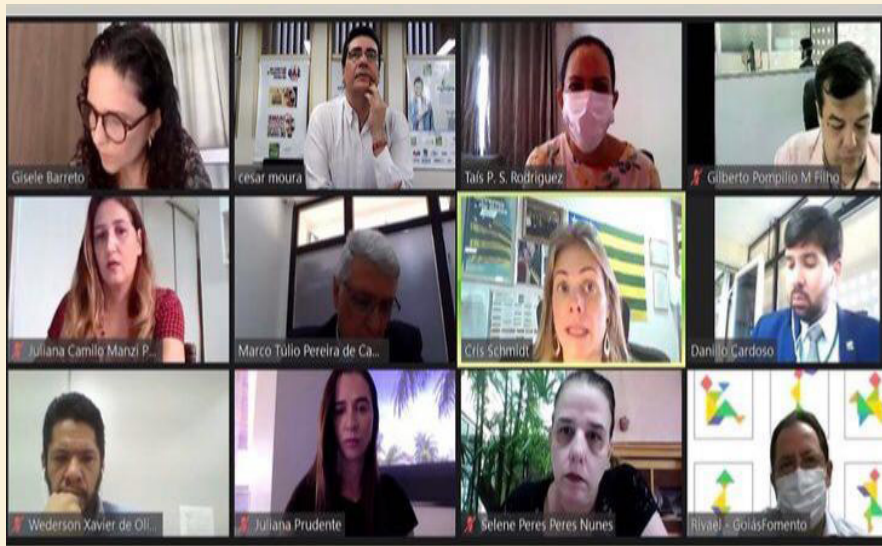 Gisele Barreto
cesar moura
Taís P. S. Rodriguez
Gilberto Pompilio M Filho
Juliana Camilo Manzi P...
Marco Túlio Pereira de Ca...
Cris Schmidt
Danillo Cardoso
Wederson Xavier de Oli...
Juliana Prudente
Selene Peres Peres Nunes
Rivael - GoiásFomento